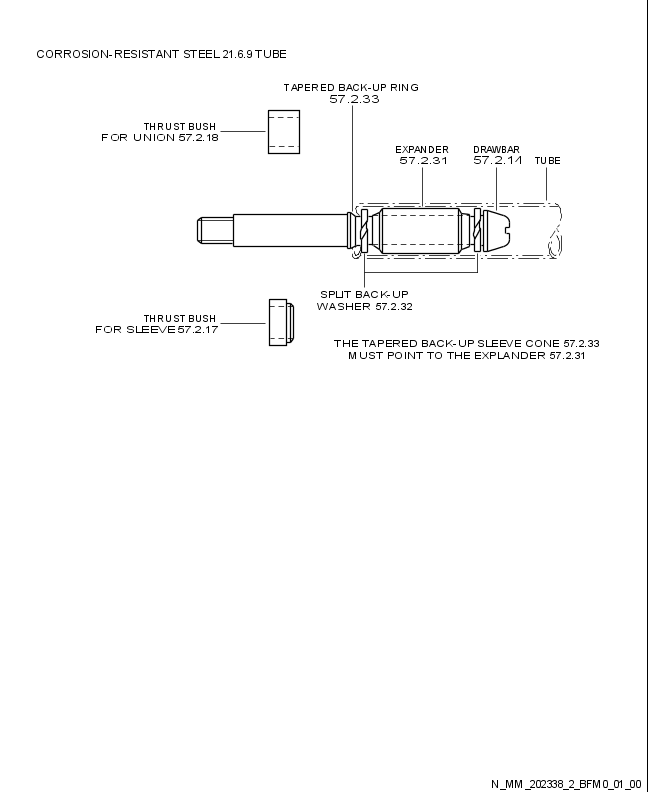 CORROSION-RESISTANT STEEL 21.6.9 TUBE
TAPERED BACK-UP RING
57.2.33
THRUST BUSH
FOR UNION 57.2.18
EXPANDER
57.2.31
DRAWBAR
57.2.14
TUBE
SPLIT BACK-UP
WASHER 57.2.32
THRUST BUSH
FOR SLEEVE 57.2.17
THE TAPERED BACK-UP SLEEVE CONE 57.2.33
MUST POINT TO THE EXPLANDER 57.2.31
N_MM_202338_2_BFM0_01_00